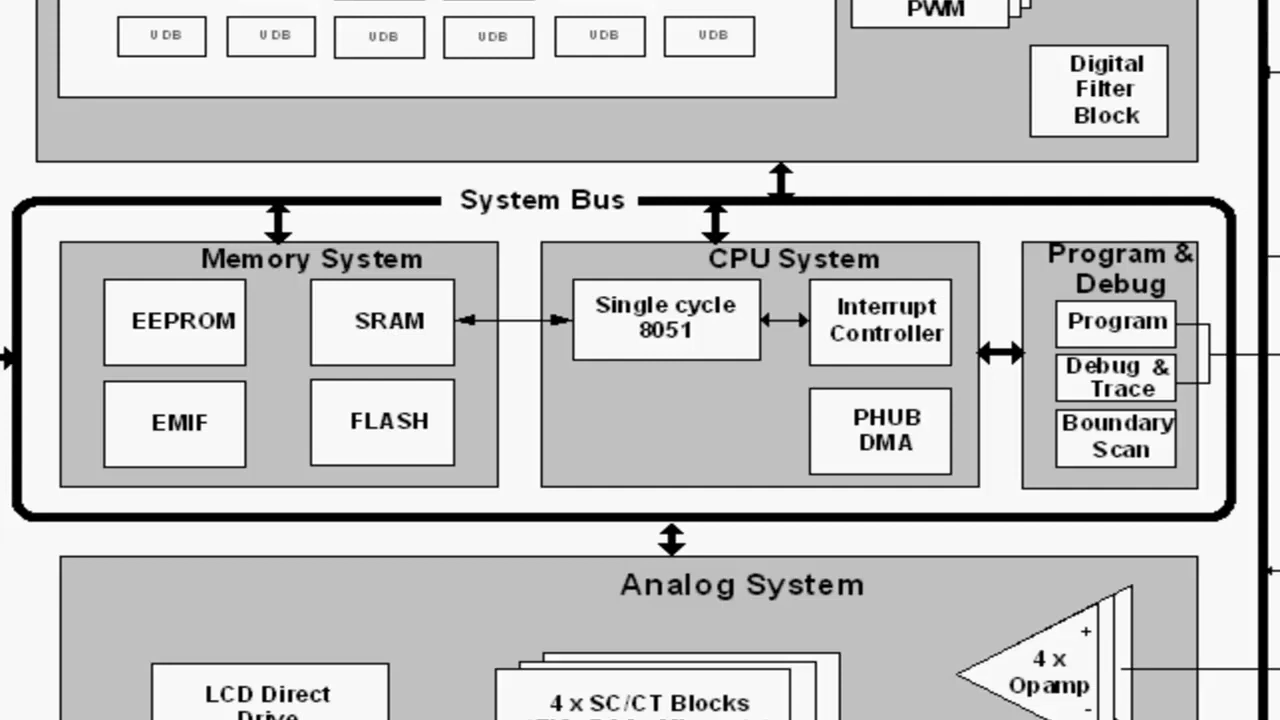 PWM
UDB UDB UDB UDB UDB UDB
Digital
Filter
Block
System Bus
Memory System
EEPROM
SRAM
EMIF
FLASH
CPU System
Single cycle
8051
Interrupt
Controller
PHUB
DMA
Program &
Debug
Program
Debug &
Trace
Boundary
Scan
Analog System
LCD Direct
Drive
4 x SC/CT Blocks
+
4 x
Opamp
-